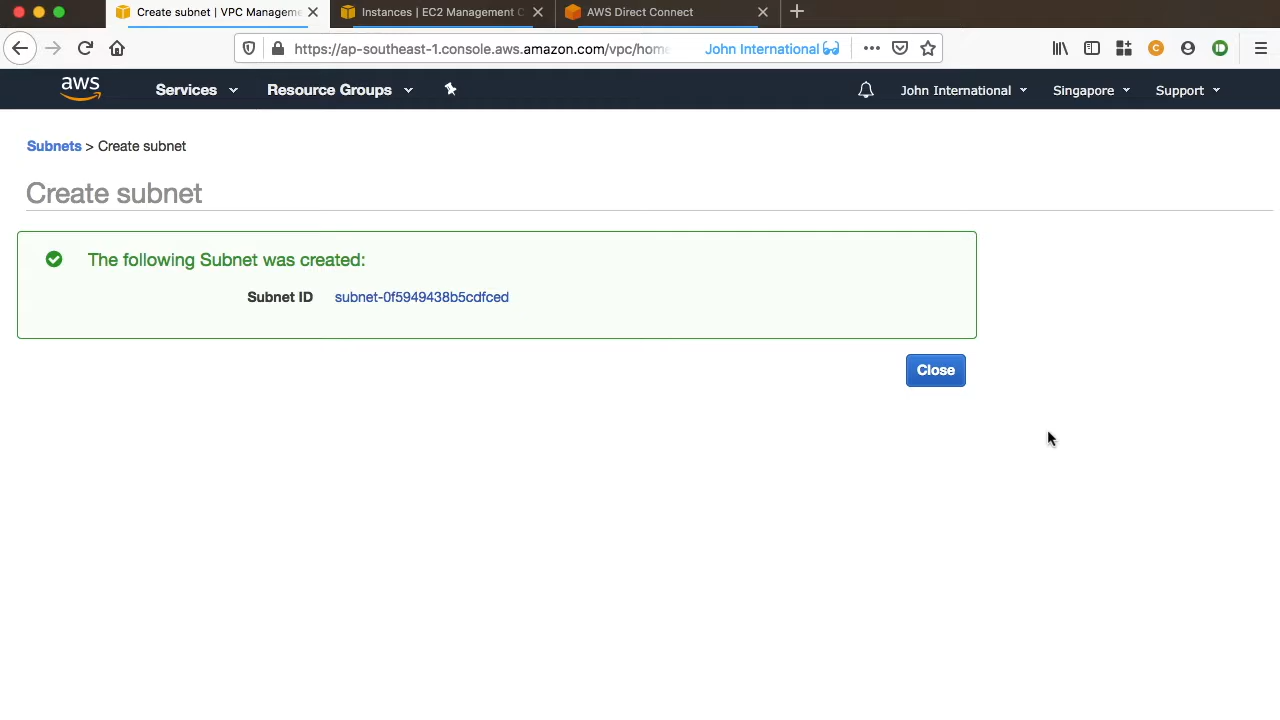 Create subnet | VPC Manageme
Instances | EC2 Management C
AWS Direct Connect
https://ap-southeast-1.console.aws.amazon.com/vpc/home
John International
aws
Services
Resource Groups
John International
Singapore
Support
Subnets > Create subnet
Create subnet
The following Subnet was created:
Subnet ID subnet-0f5949438b5cdfced
Close